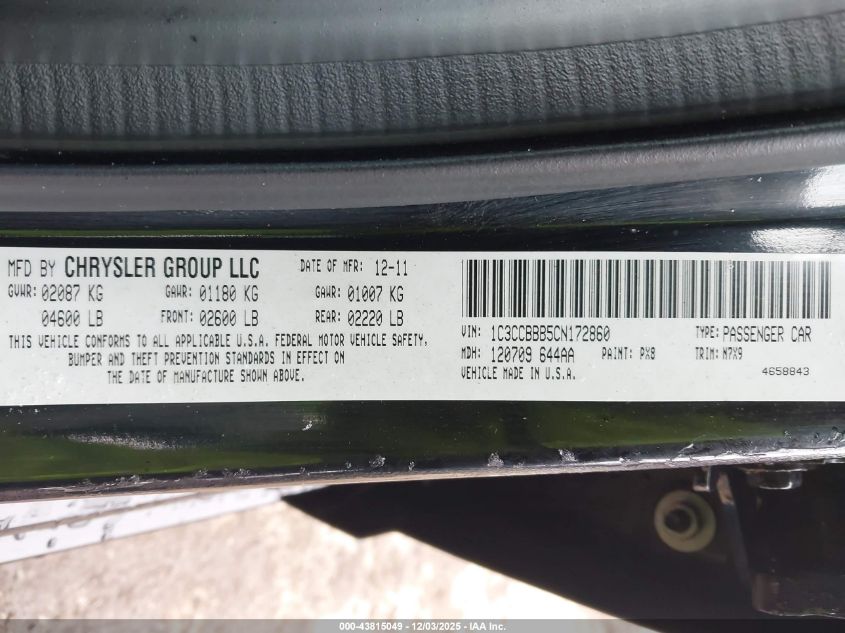 MFD BY CHRYSLER GROUP LLC DATE OF MFR: 12-11
GVWR: 02087 KG GAWR: 01180 KG GAWR: 01007 KG
04600 LB FRONT: 02600 LB REAR: 02220 LB
THIS VEHICLE CONFORMS TO ALL APPLICABLE U.S.A. FEDERAL MOTOR VEHICLE SAFETY,
BUMPER AND THEFT PREVENTION STANDARDS IN EFFECT ON
THE DATE OF MANUFACTURE SHOWN ABOVE.
VIN: 1C3CCBBB5CN172860 TYPE: PASSENGER CAR
MDH: 120709 644AA PAINT: PX8 TRIM: N7X9
VEHICLE MADE IN U.S.A. 4658843
000-43815049 - 12/03/2025 - IAA Inc.